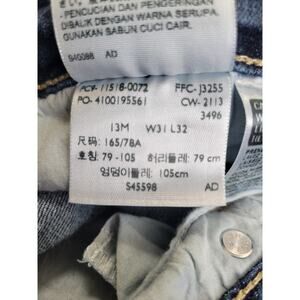 PENCUCIAN DAN PENGERINGAN
DIBALIK DENGAN WARNA SERUPA,
GUNAKAN SABUN CUCI CAIR.
S40088 AD
PC9-11518-0072 FFC-J3255
PO-4100195561 CW-2113
3496
13M W31 L32
尺码: 165/78A
호칭: 79-105 허리둘레: 79 cm
엉덩이둘레: 105cm
S45598 AD